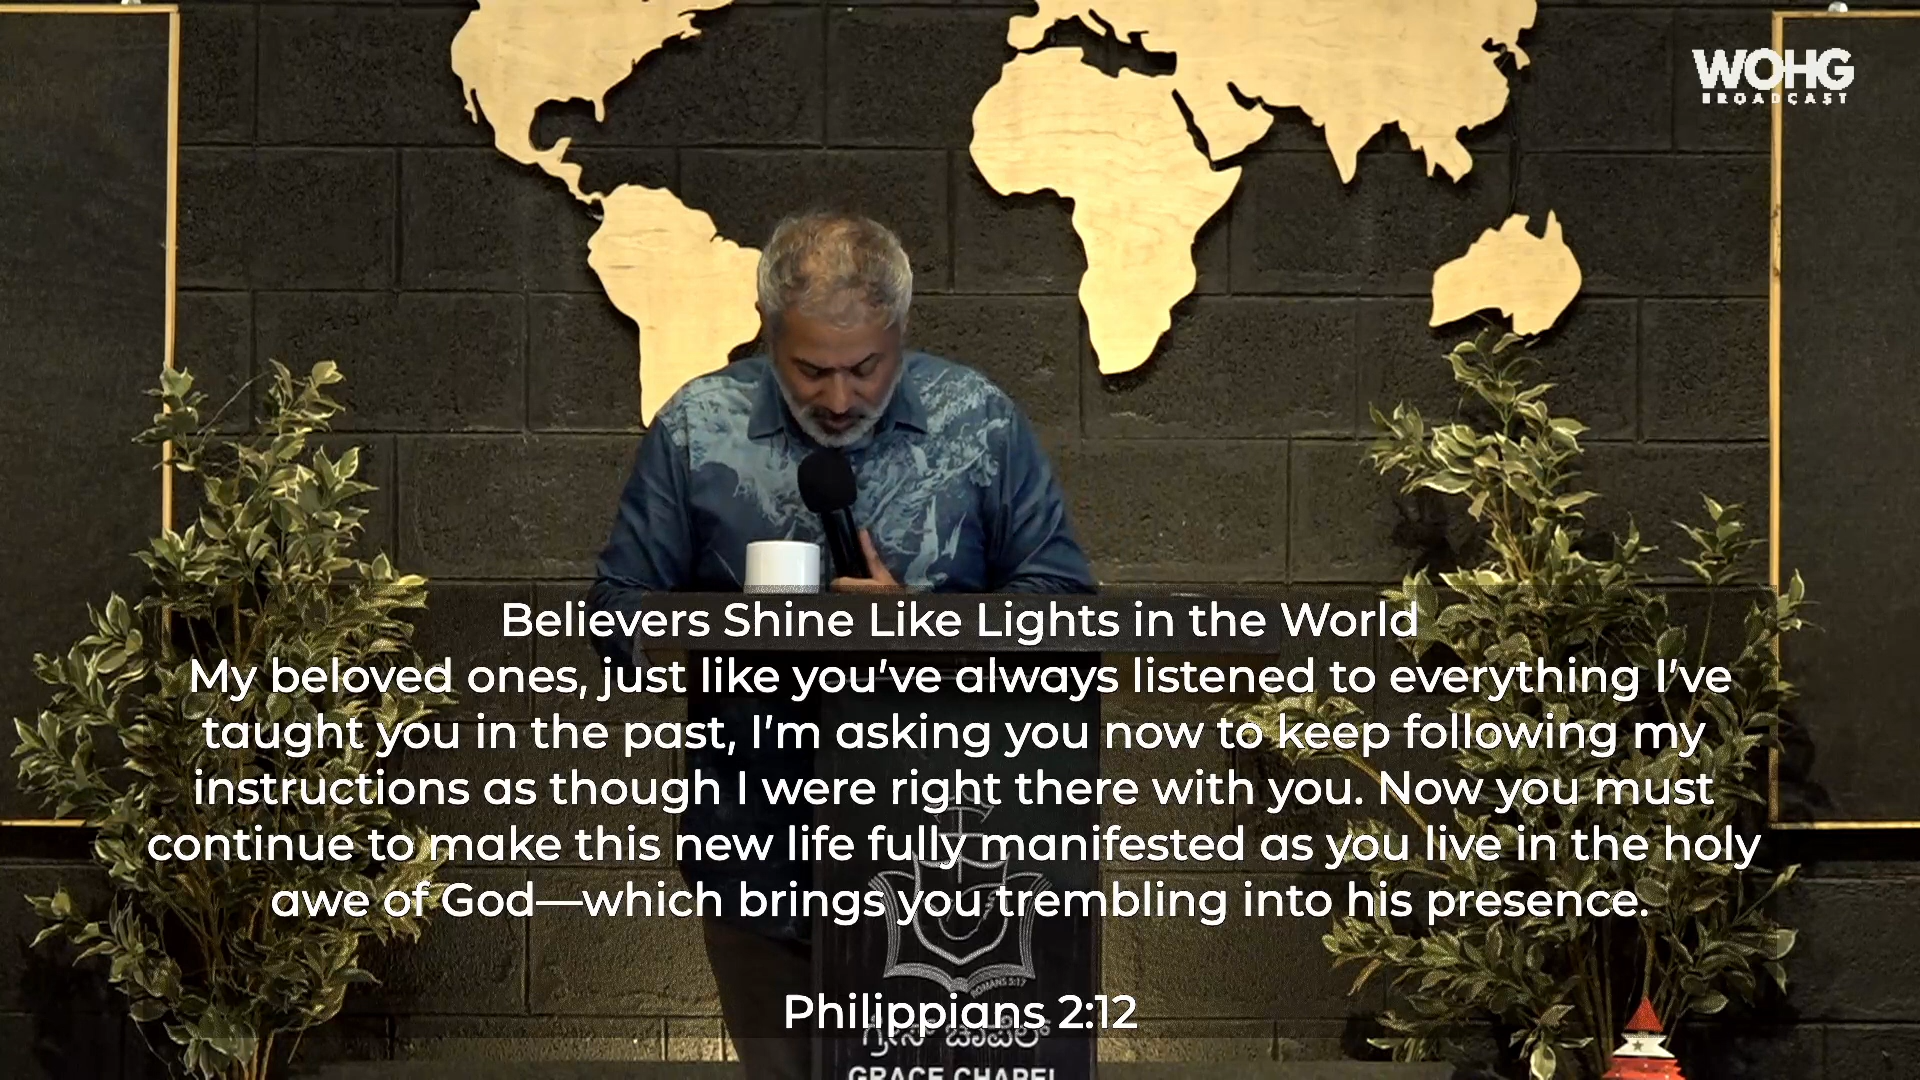 WOHG
BROADCAST
Believers Shine Like Lights in the World
My beloved ones, just like you’ve always listened to everything I’ve
taught you in the past, I’m asking you now to keep following my
instructions as though I were right there with you. Now you must
continue to make this new life fully manifested as you live in the holy
awe of God—which brings you trembling into his presence.
ROMANS 5:17
Philippians 2:12
ಗ್ರೇಸ್ ಚಾಪೆಲ್
GRACE CHAPEL